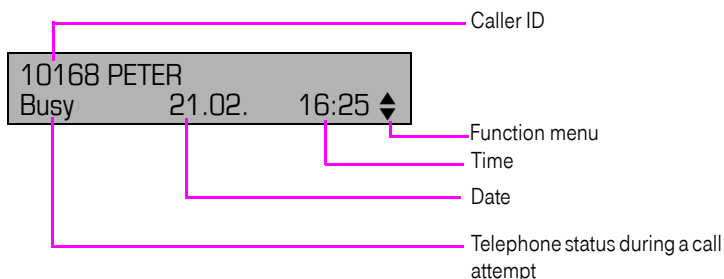 Caller ID
10168 PETER
Busy 21.02. 16:25
Function menu
Time
Date
Telephone status during a call
attempt